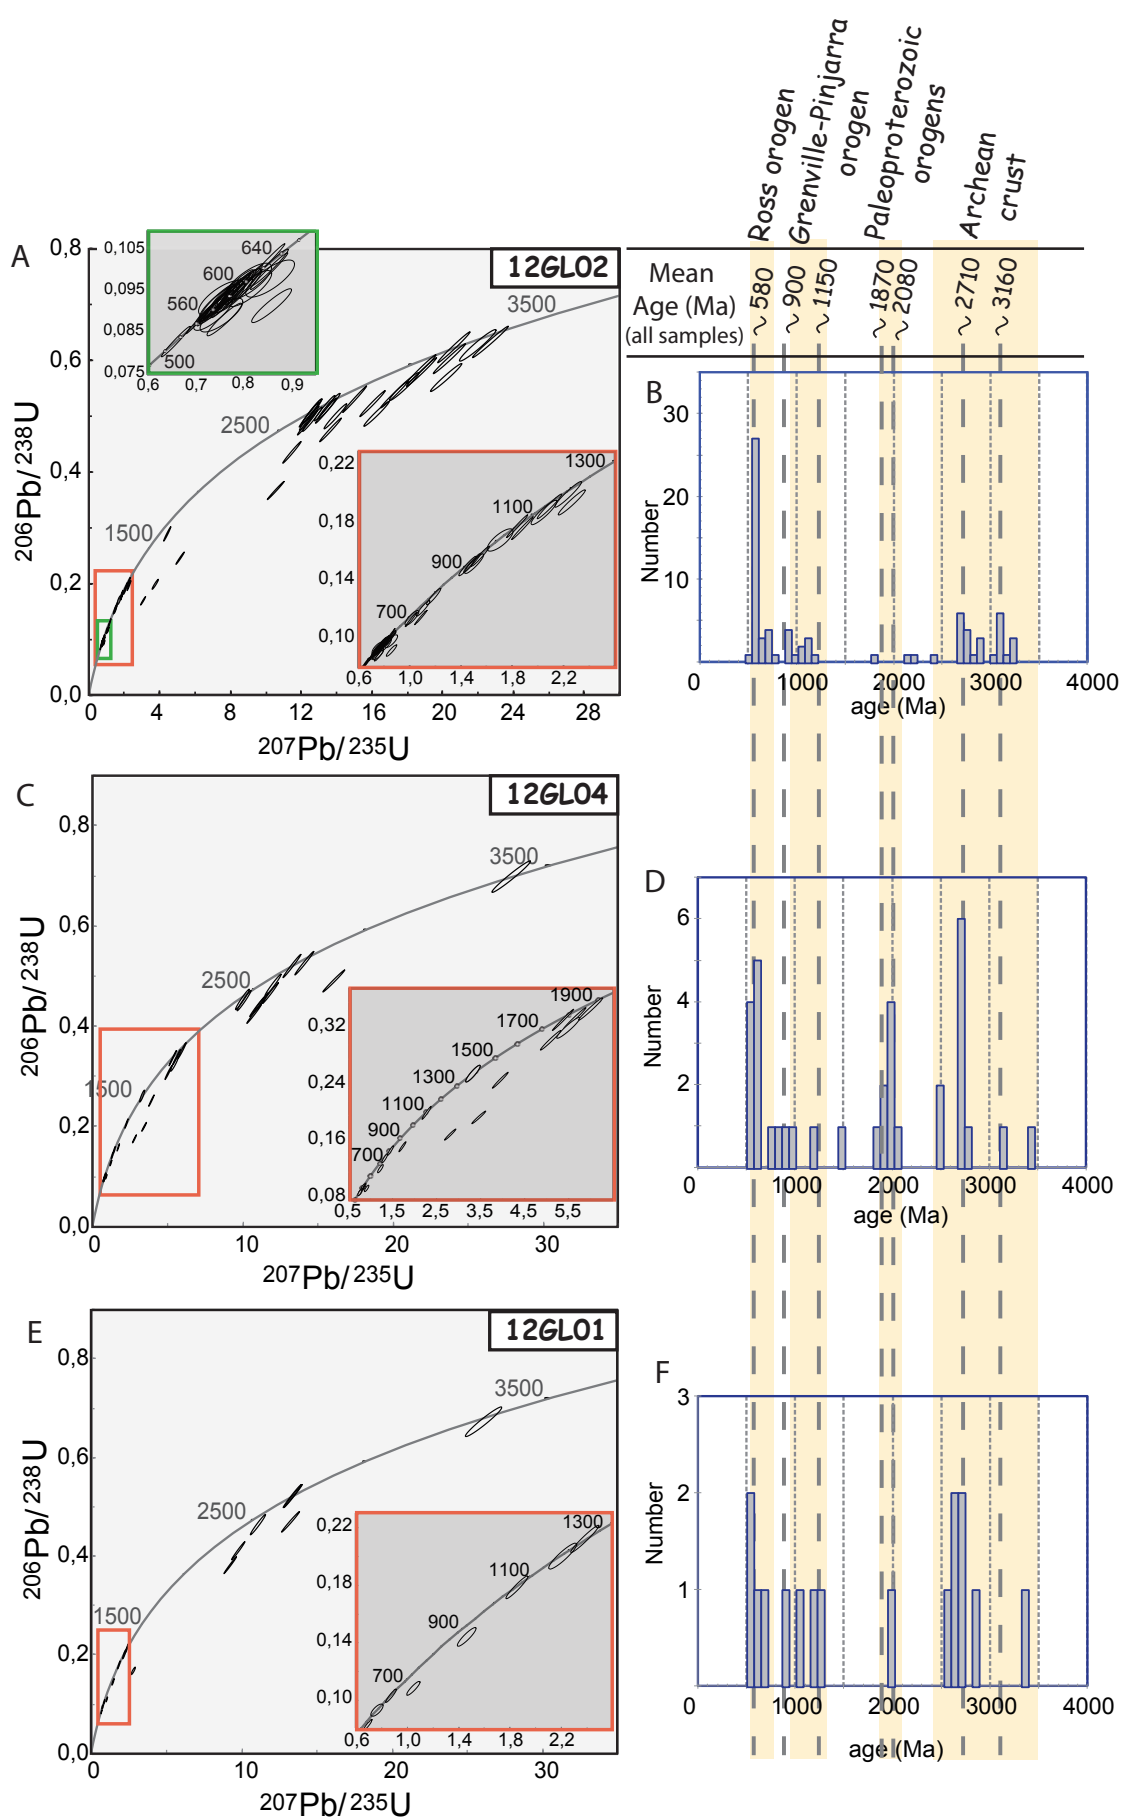 Ross orogen
Grenville-Pinjarra
orogen
Paleoproterozoic
orogens
Archean
crust
Mean
Age (Ma)
(all samples)
~ 580
~ 900
~ 1150
~ 1870
~ 2080
~ 2710
~ 3160
A
12GL02
0,8
0,6
0,4
0,2
0,0
206Pb/238U
0 4 8 12 16 20 24 28
207Pb/235U
1500
2500
3500
0,105
0,095
0,085
0,075
0,6 0,7 0,8 0,9
500
560
600
640
0,22
0,18
0,14
0,10
0,6 1,0 1,4 1,8 2,2
700
900
1100
1300
B
Number
30
20
10
0 1000 2000 3000 4000
age (Ma)
C
12GL04
0,8
0,6
0,4
0,2
0,0
206Pb/238U
0 10 20 30
207Pb/235U
1500
2500
3500
0,32
0,24
0,16
0,08
0,5 1,5 2,5 3,5 4,5 5,5
700
900
1100
1300
1500
1700
1900
D
Number
6
4
2
0 1000 2000 3000 4000
age (Ma)
E
12GL01
0,8
0,6
0,4
0,2
0,0
206Pb/238U
0 10 20 30
207Pb/235U
1500
2500
3500
0,22
0,18
0,14
0,10
0,6 1,0 1,4 1,8 2,2
700
900
1100
1300
F
Number
3
2
1
0 1000 2000 3000 4000
age (Ma)